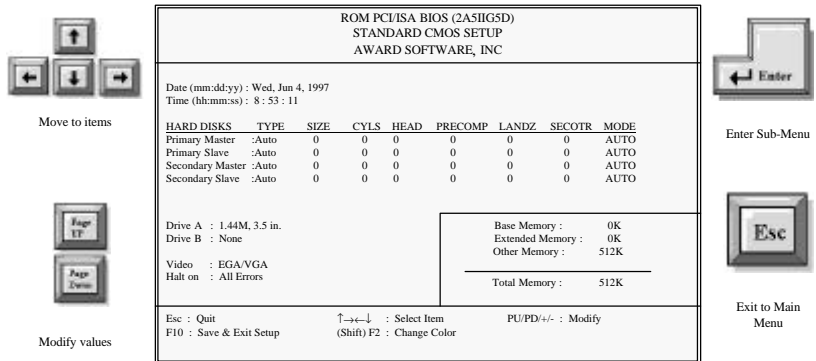 ROM PCI/ISA BIOS (2A5IIG5D)
STANDARD CMOS SETUP
AWARD SOFTWARE, INC
Date (mm:dd:yy) : Wed, Jun 4, 1997
Time (hh:mm:ss) : 8 : 53 : 11
HARD DISKS TYPE SIZE CYLS HEAD PRECOMP LANDZ SECOTR MODE
Primary Master :Auto 0 0 0 0 0 0 AUTO
Primary Slave :Auto 0 0 0 0 0 0 AUTO
Secondary Master :Auto 0 0 0 0 0 0 AUTO
Secondary Slave :Auto 0 0 0 0 0 0 AUTO
Drive A : 1.44M, 3.5 in.
Drive B : None
Video : EGA/VGA
Halt on : All Errors
Base Memory : 0K
Extended Memory : 0K
Other Memory : 512K
Total Memory : 512K
Esc : Quit ↑→←↓ : Select Item PU/PD/+/- : Modify
F10 : Save & Exit Setup (Shift) F2 : Change Color
Move to items
Page
UP
Page
Down
Modify values
Enter
Enter Sub-Menu
Esc
Exit to Main
Menu